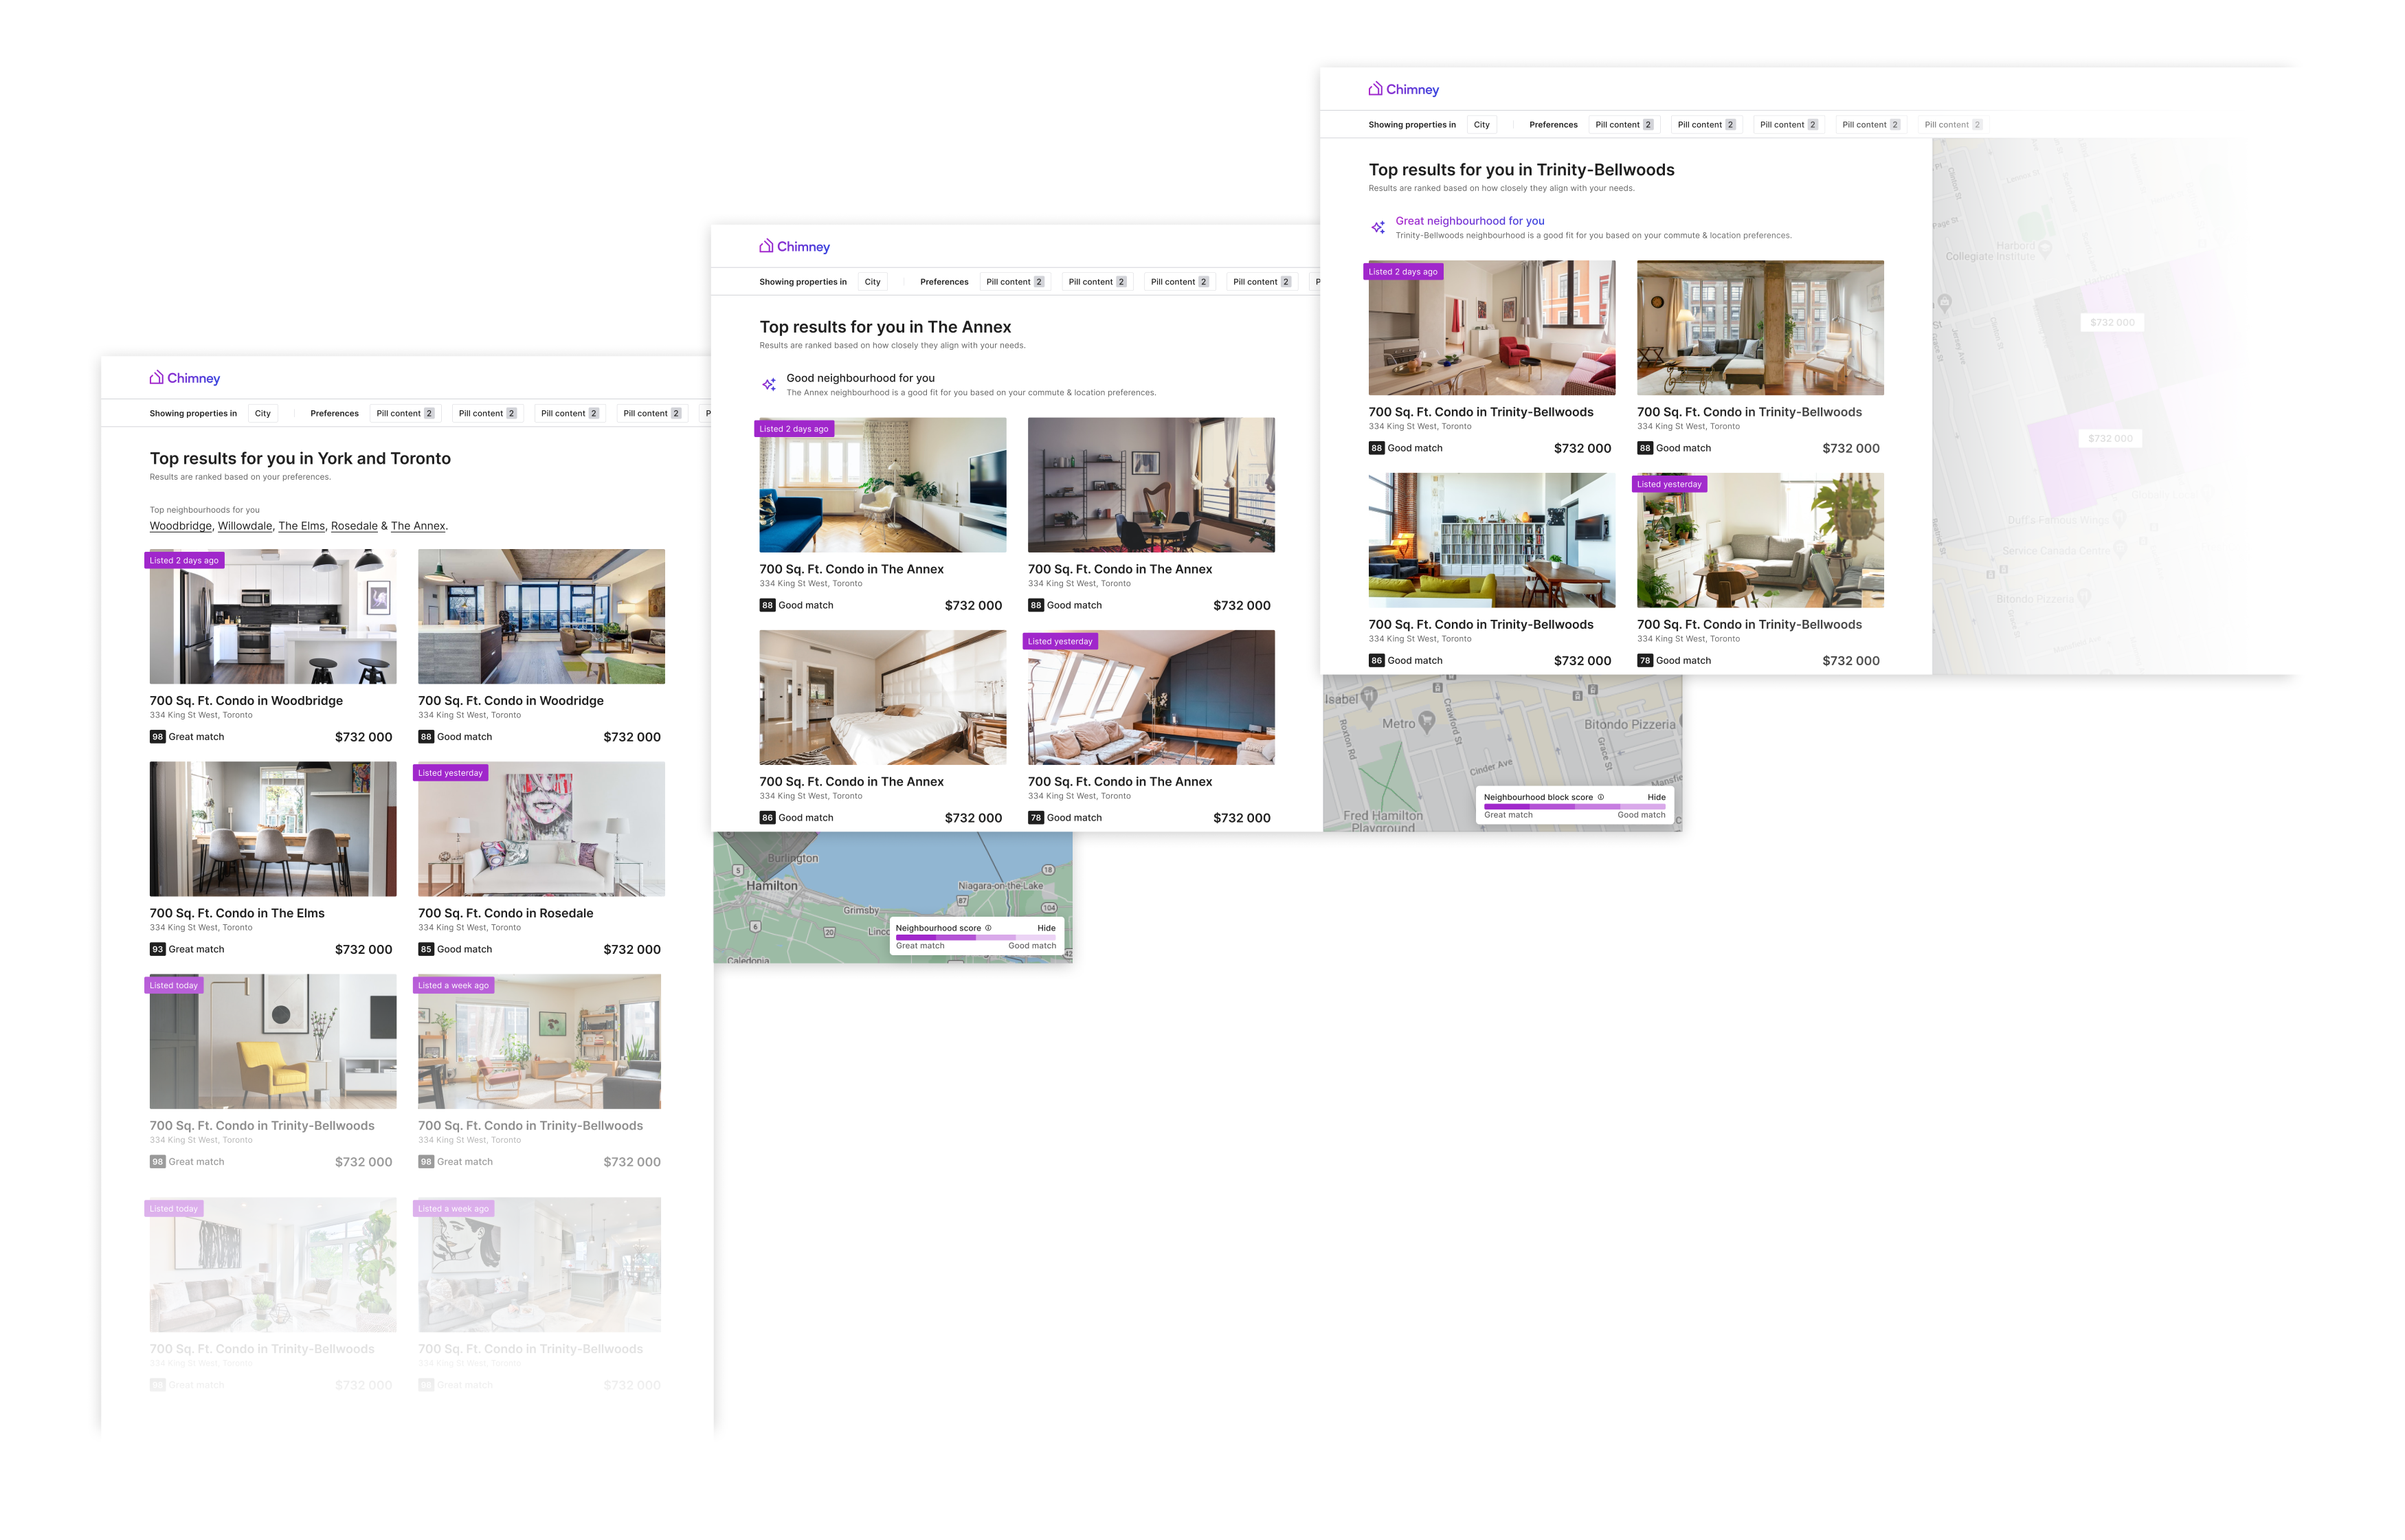 Chimney
Showing properties in City Preferences Pill content 2 Pill content 2 Pill content 2 Pill content 2 P
Top results for you in York and Toronto
Results are ranked based on your preferences.
Top neighbourhoods for you
Woodbridge, Willowdale, The Elms, Rosedale & The Annex.
Listed 2 days ago
700 Sq. Ft. Condo in Woodbridge
334 King St West, Toronto
98 Great match $732 000
700 Sq. Ft. Condo in Woodridge
334 King St West, Toronto
88 Good match $732 000
700 Sq. Ft. Condo in The Elms
334 King St West, Toronto
93 Great match $732 000
Listed yesterday
700 Sq. Ft. Condo in Rosedale
334 King St West, Toronto
85 Good match $732 000
Listed today
700 Sq. Ft. Condo in Trinity-Bellwoods
334 King St West, Toronto
98 Great match $732 000
Listed a week ago
700 Sq. Ft. Condo in Trinity-Bellwoods
334 King St West, Toronto
98 Great match $732 000
Listed today
700 Sq. Ft. Condo in Trinity-Bellwoods
334 King St West, Toronto
Great match $732 000
Listed a week ago
700 Sq. Ft. Condo in Trinity-Bellwoods
334 King St West, Toronto
Great match $732 000
Burlington
5
Hamilton
18
Niagara-on-the-Lake
87
Grimsby
104
6
20
Linc
Caledonia
42
Neighbourhood score Hide
Great match Good match
Chimney
Showing properties in City Preferences Pill content 2 Pill content 2 Pill content 2 Pill content 2 P
Top results for you in The Annex
Results are ranked based on how closely they align with your needs.
Good neighbourhood for you
The Annex neighbourhood is a good fit for you based on your commute & location preferences.
Listed 2 days ago
700 Sq. Ft. Condo in The Annex
334 King St West, Toronto
88 Good match $732 000
700 Sq. Ft. Condo in The Annex
334 King St West, Toronto
88 Good match $732 000
700 Sq. Ft. Condo in The Annex
334 King St West, Toronto
86 Good match $732 000
Listed yesterday
700 Sq. Ft. Condo in The Annex
334 King St West, Toronto
78 Good match $732 000
Isabel
Metro
Roxton Rd
Crawford St
Bitondo Pizzeria
Grace St
Cinder Ave
Mansfie
Fred Hamilton
Playground
Neighbourhood block score Hide
Great match Good match
Chimney
Showing properties in City Preferences Pill content 2 Pill content 2 Pill content 2 Pill content 2 Pill content 2
Top results for you in Trinity-Bellwoods
Results are ranked based on how closely they align with your needs.
Great neighbourhood for you
Trinity-Bellwoods neighbourhood is a good fit for you based on your commute & location preferences.
Listed 2 days ago
700 Sq. Ft. Condo in Trinity-Bellwoods
334 King St West, Toronto
88 Good match $732 000
700 Sq. Ft. Condo in Trinity-Bellwoods
334 King St West, Toronto
88 Good match $732 000
700 Sq. Ft. Condo in Trinity-Bellwoods
334 King St West, Toronto
86 Good match $732 000
Listed yesterday
700 Sq. Ft. Condo in Trinity-Bellwoods
334 King St West, Toronto
78 Good match $732 000
Clinton St
Page St
Harbord
Collegiate Institute
$732 000
Grace St
$732 000
Duff's Famous Wings
Service Canada Centre
Bitondo Pizzeria